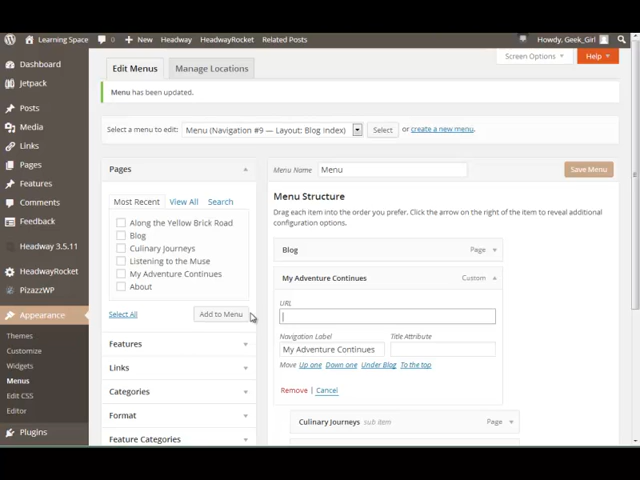 Learning Space 0 + New Headway HeadwayRocket Related Posts Howdy, Geek_Girl
Dashboard
Jetpack
Posts
Media
Links
Pages
Features
Comments
Feedback
Headway 3.5.11
HeadwayRocket
PizazzWP
Appearance
Themes
Customize
Widgets
Menus
Edit CSS
Editor
Plugins
Screen Options Help
Edit Menus Manage Locations
Menu has been updated.
Select a menu to edit: Menu (Navigation #9 — Layout: Blog Index) Select or create a new menu.
Pages
Most Recent View All Search
Along the Yellow Brick Road
Blog
Culinary Journeys
Listening to the Muse
My Adventure Continues
About
Select All Add to Menu
Features
Links
Categories
Format
Feature Categories
Menu Name Menu Save Menu
Menu Structure
Drag each item into the order you prefer. Click the arrow on the right of the item to reveal additional
configuration options.
Blog Page
My Adventure Continues Custom
URL
Navigation Label Title Attribute
My Adventure Continues
Move Up one Down one Under Blog To the top
Remove | Cancel
Culinary Journeys sub item Page